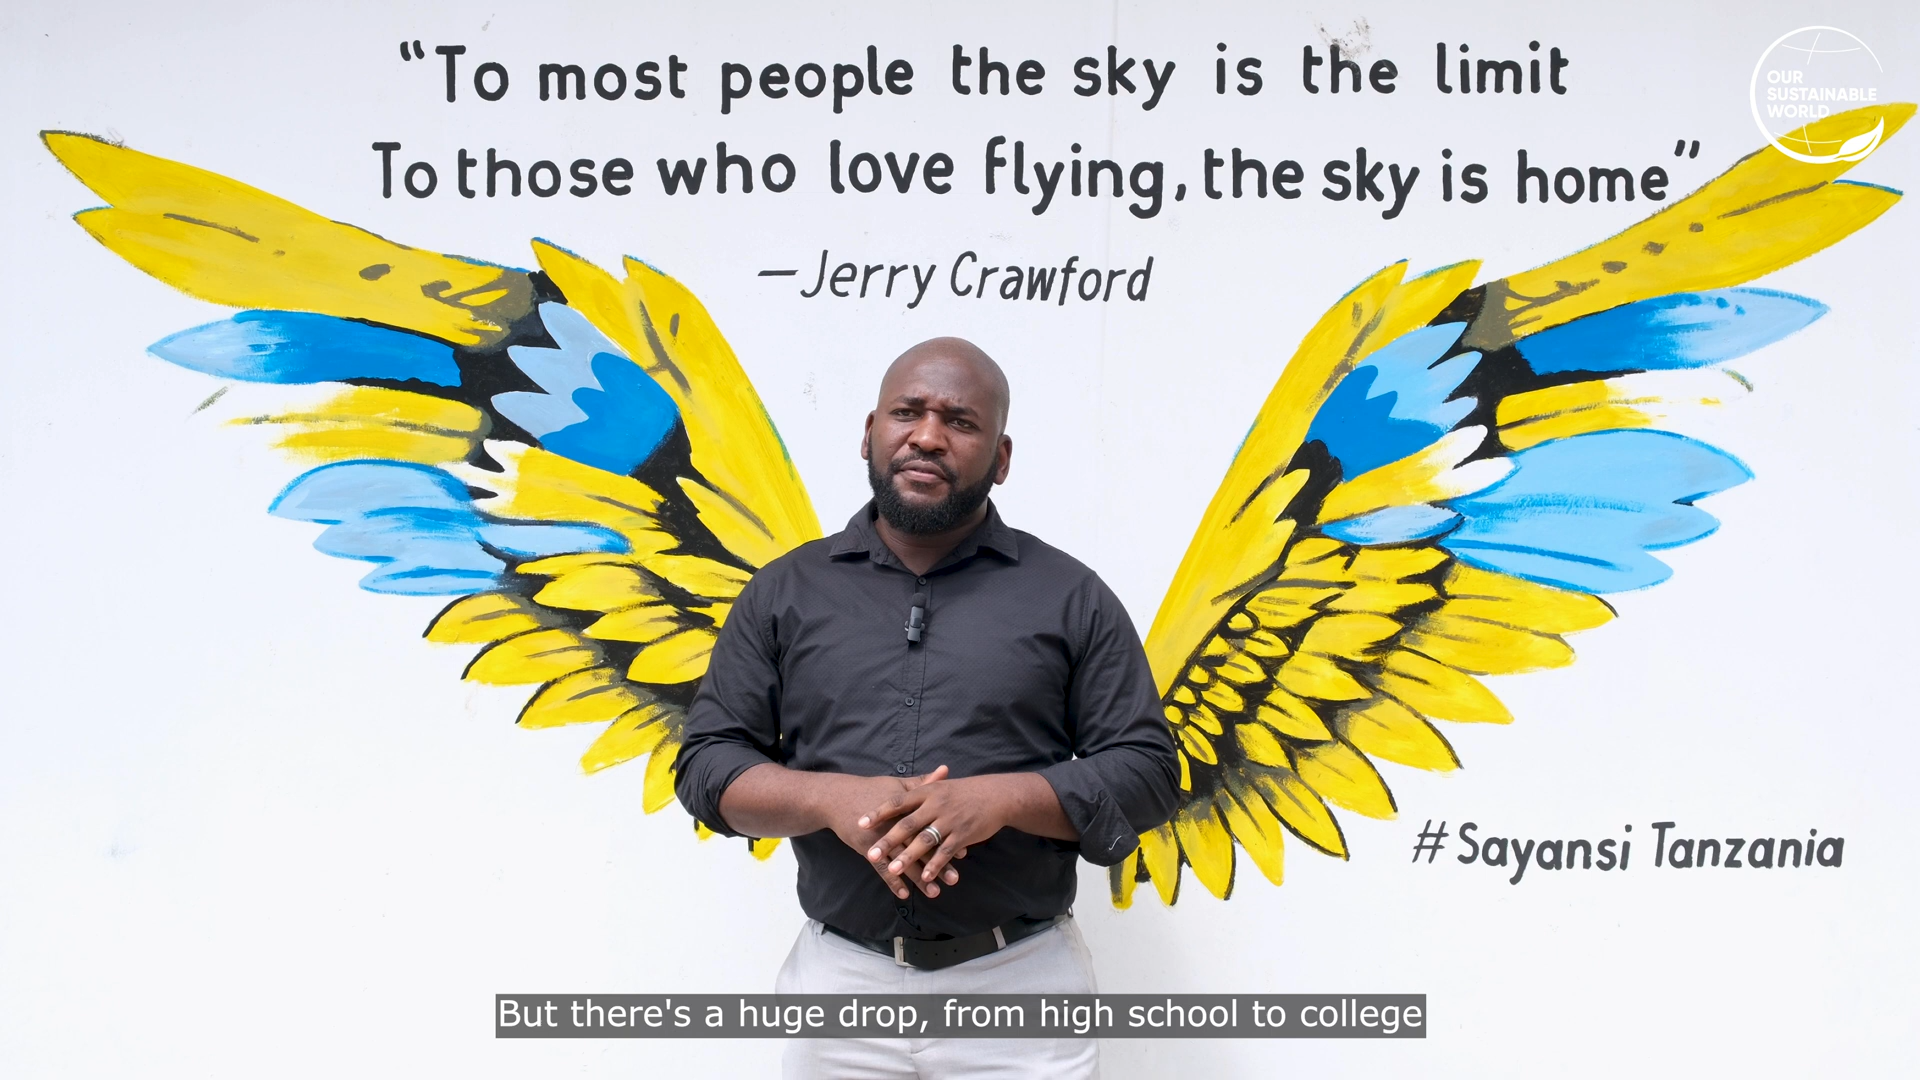 “To most people the sky is the limit
To those who love flying, the sky is home”
—Jerry Crawford
OUR
SUSTAINABLE
WORLD
#Sayansi Tanzania
But there's a huge drop, from high school to college